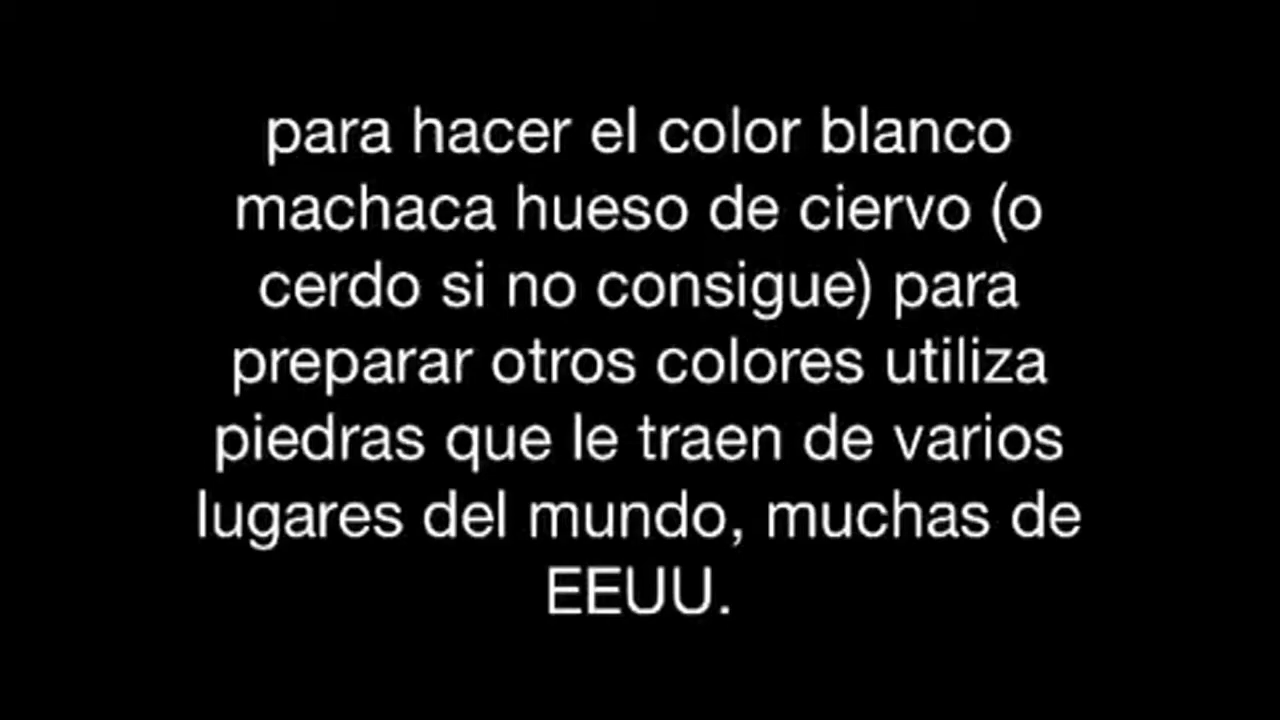 para hacer el color blanco
machaca hueso de ciervo (o
cerdo si no consigue) para
preparar otros colores utiliza
piedras que le traen de varios
lugares del mundo, muchas de
EEUU.